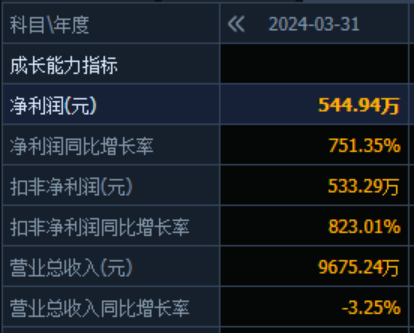 科目\年度 《 2024-03-31
成长能力指标
净利润(元) 544.94万
净利润同比增长率 751.35%
扣非净利润(元) 533.29万
扣非净利润同比增长率 823.01%
营业总收入(元) 9675.24万
营业总收入同比增长率 -3.25%